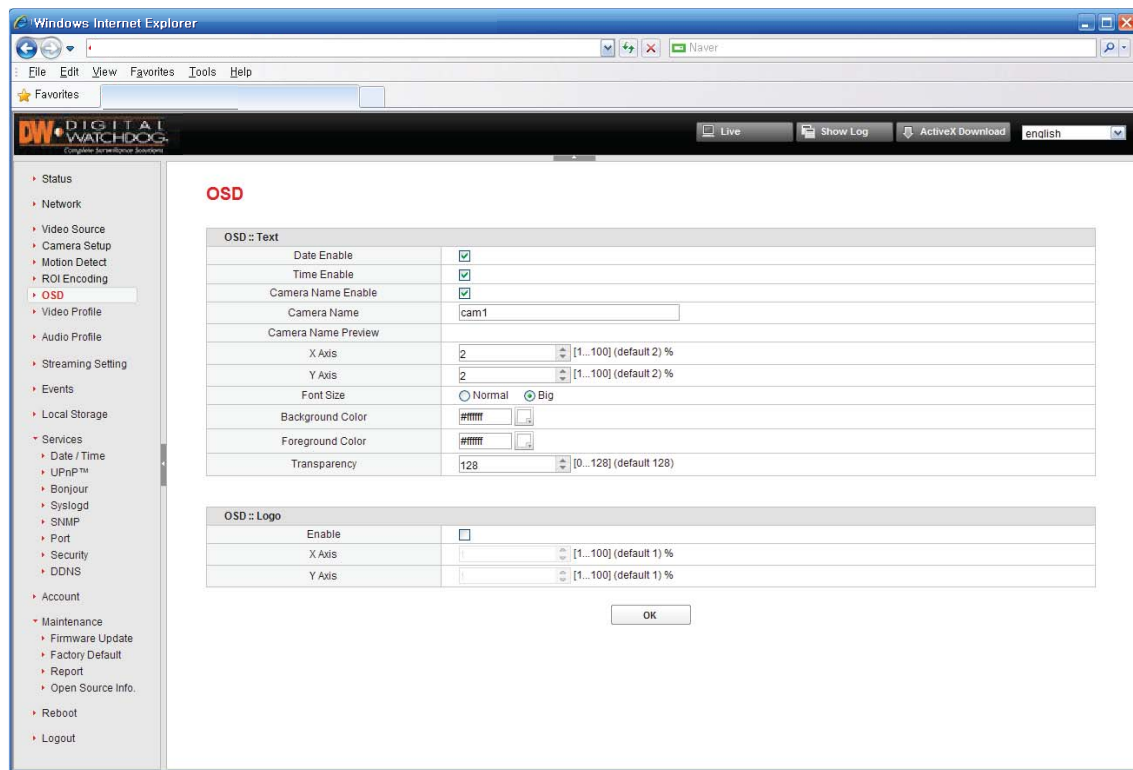 Windows Internet Explorer
Naver
File Edit View Favorites Tools Help
Favorites
DW DIGITAL WATCHDOG
Complete Surveillance Solutions
Live
Show Log
ActiveX Download
english
Status
Network
Video Source
Camera Setup
Motion Detect
ROI Encoding
OSD
Video Profile
Audio Profile
Streaming Setting
Events
Local Storage
Services
Date / Time
UPnP™
Bonjour
Syslogd
SNMP
Port
Security
DDNS
Account
Maintenance
Firmware Update
Factory Default
Report
Open Source Info.
Reboot
Logout
OSD
OSD :: Text
Date Enable
Time Enable
Camera Name Enable
Camera Name cam1
Camera Name Preview
X Axis 2 [1...100] (default 2) %
Y Axis 2 [1...100] (default 2) %
Font Size Normal Big
Background Color #ffffff
Foreground Color #ffffff
Transparency 128 [0...128] (default 128)
OSD :: Logo
Enable
X Axis 1 [1...100] (default 1) %
Y Axis 1 [1...100] (default 1) %
OK